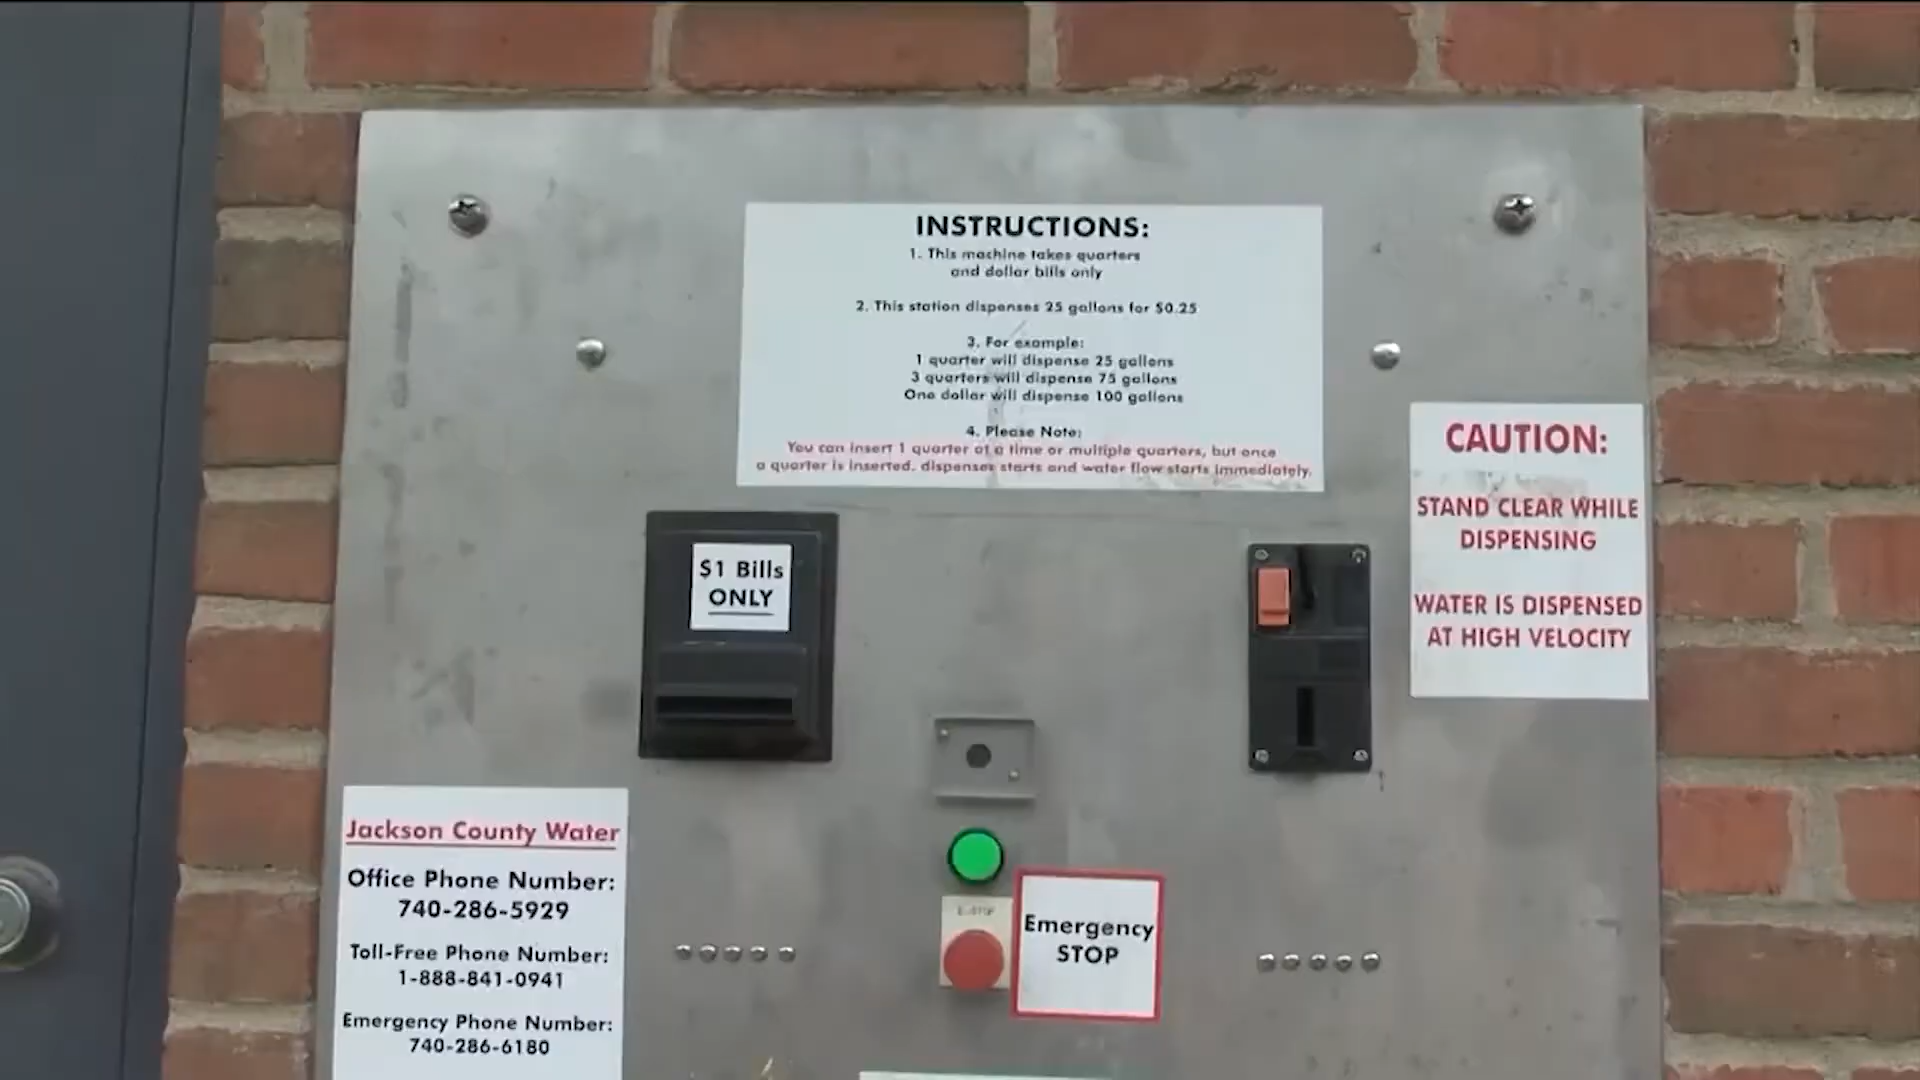 INSTRUCTIONS:
1. This machine takes quarters
and dollar bills only
2. This station dispenses 25 gallons for $0.25
3. For example:
1 quarter will dispense 25 gallons
3 quarters will dispense 75 gallons
One dollar will dispense 100 gallons
4. Please Note:
You can insert 1 quarter at a time or multiple quarters, but once
a quarter is inserted, dispenses starts and water flow starts immediately.
CAUTION:
STAND CLEAR WHILE
DISPENSING
WATER IS DISPENSED
AT HIGH VELOCITY
$1 Bills
ONLY
Jackson County Water
Office Phone Number:
740-286-5929
Toll-Free Phone Number:
1-888-841-0941
Emergency Phone Number:
740-286-6180
E-STOP
Emergency
STOP